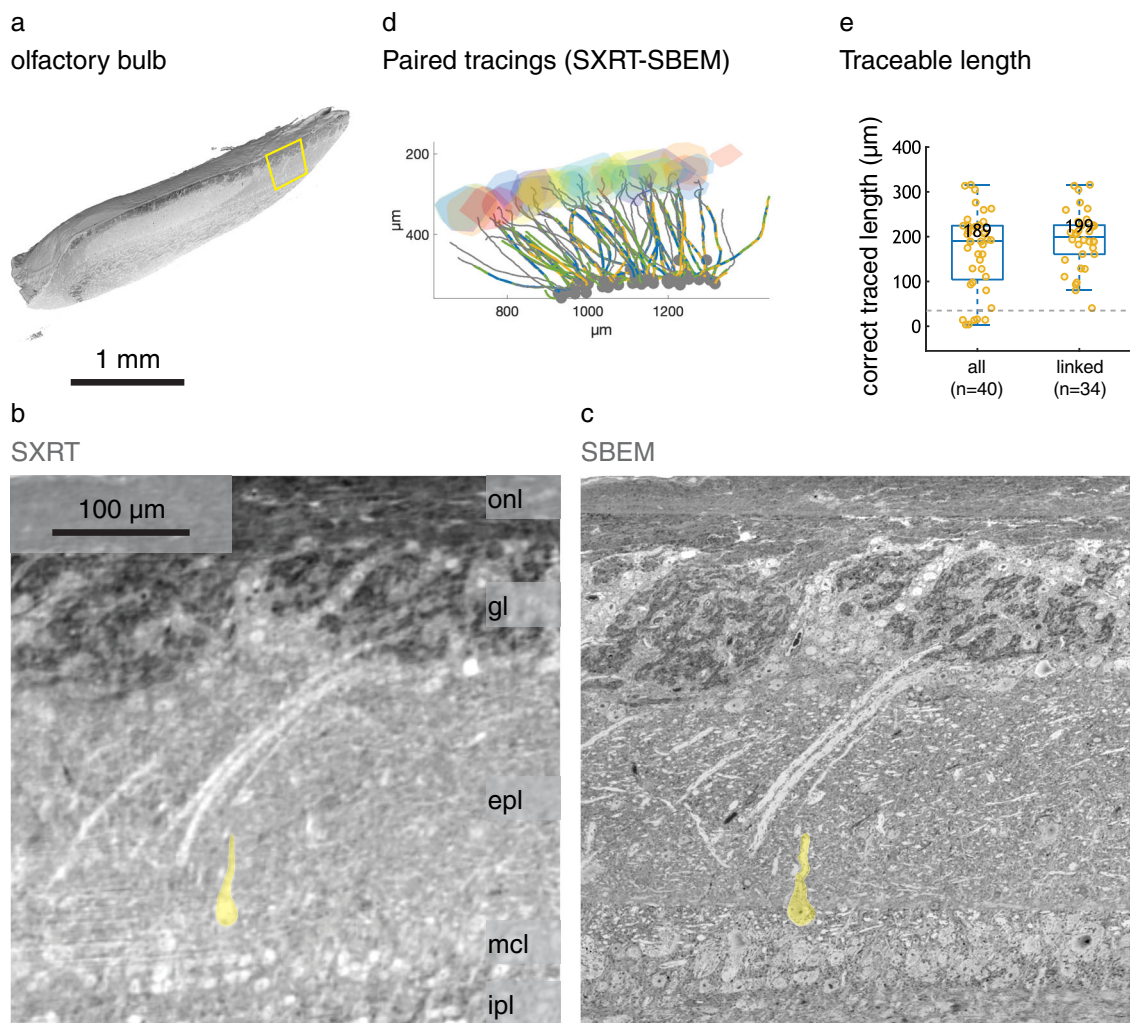 a
olfactory bulb
1 mm
d
Paired tracings (SXRT-SBEM)
200
400
µm
800
1000
1200
µm
e
Traceable length
correct traced length (µm)
400
300
200
100
0
189
199
all
(n=40)
linked
(n=34)
b
SXRT
100 µm
onl
gl
epl
mcl
ipl
c
SBEM